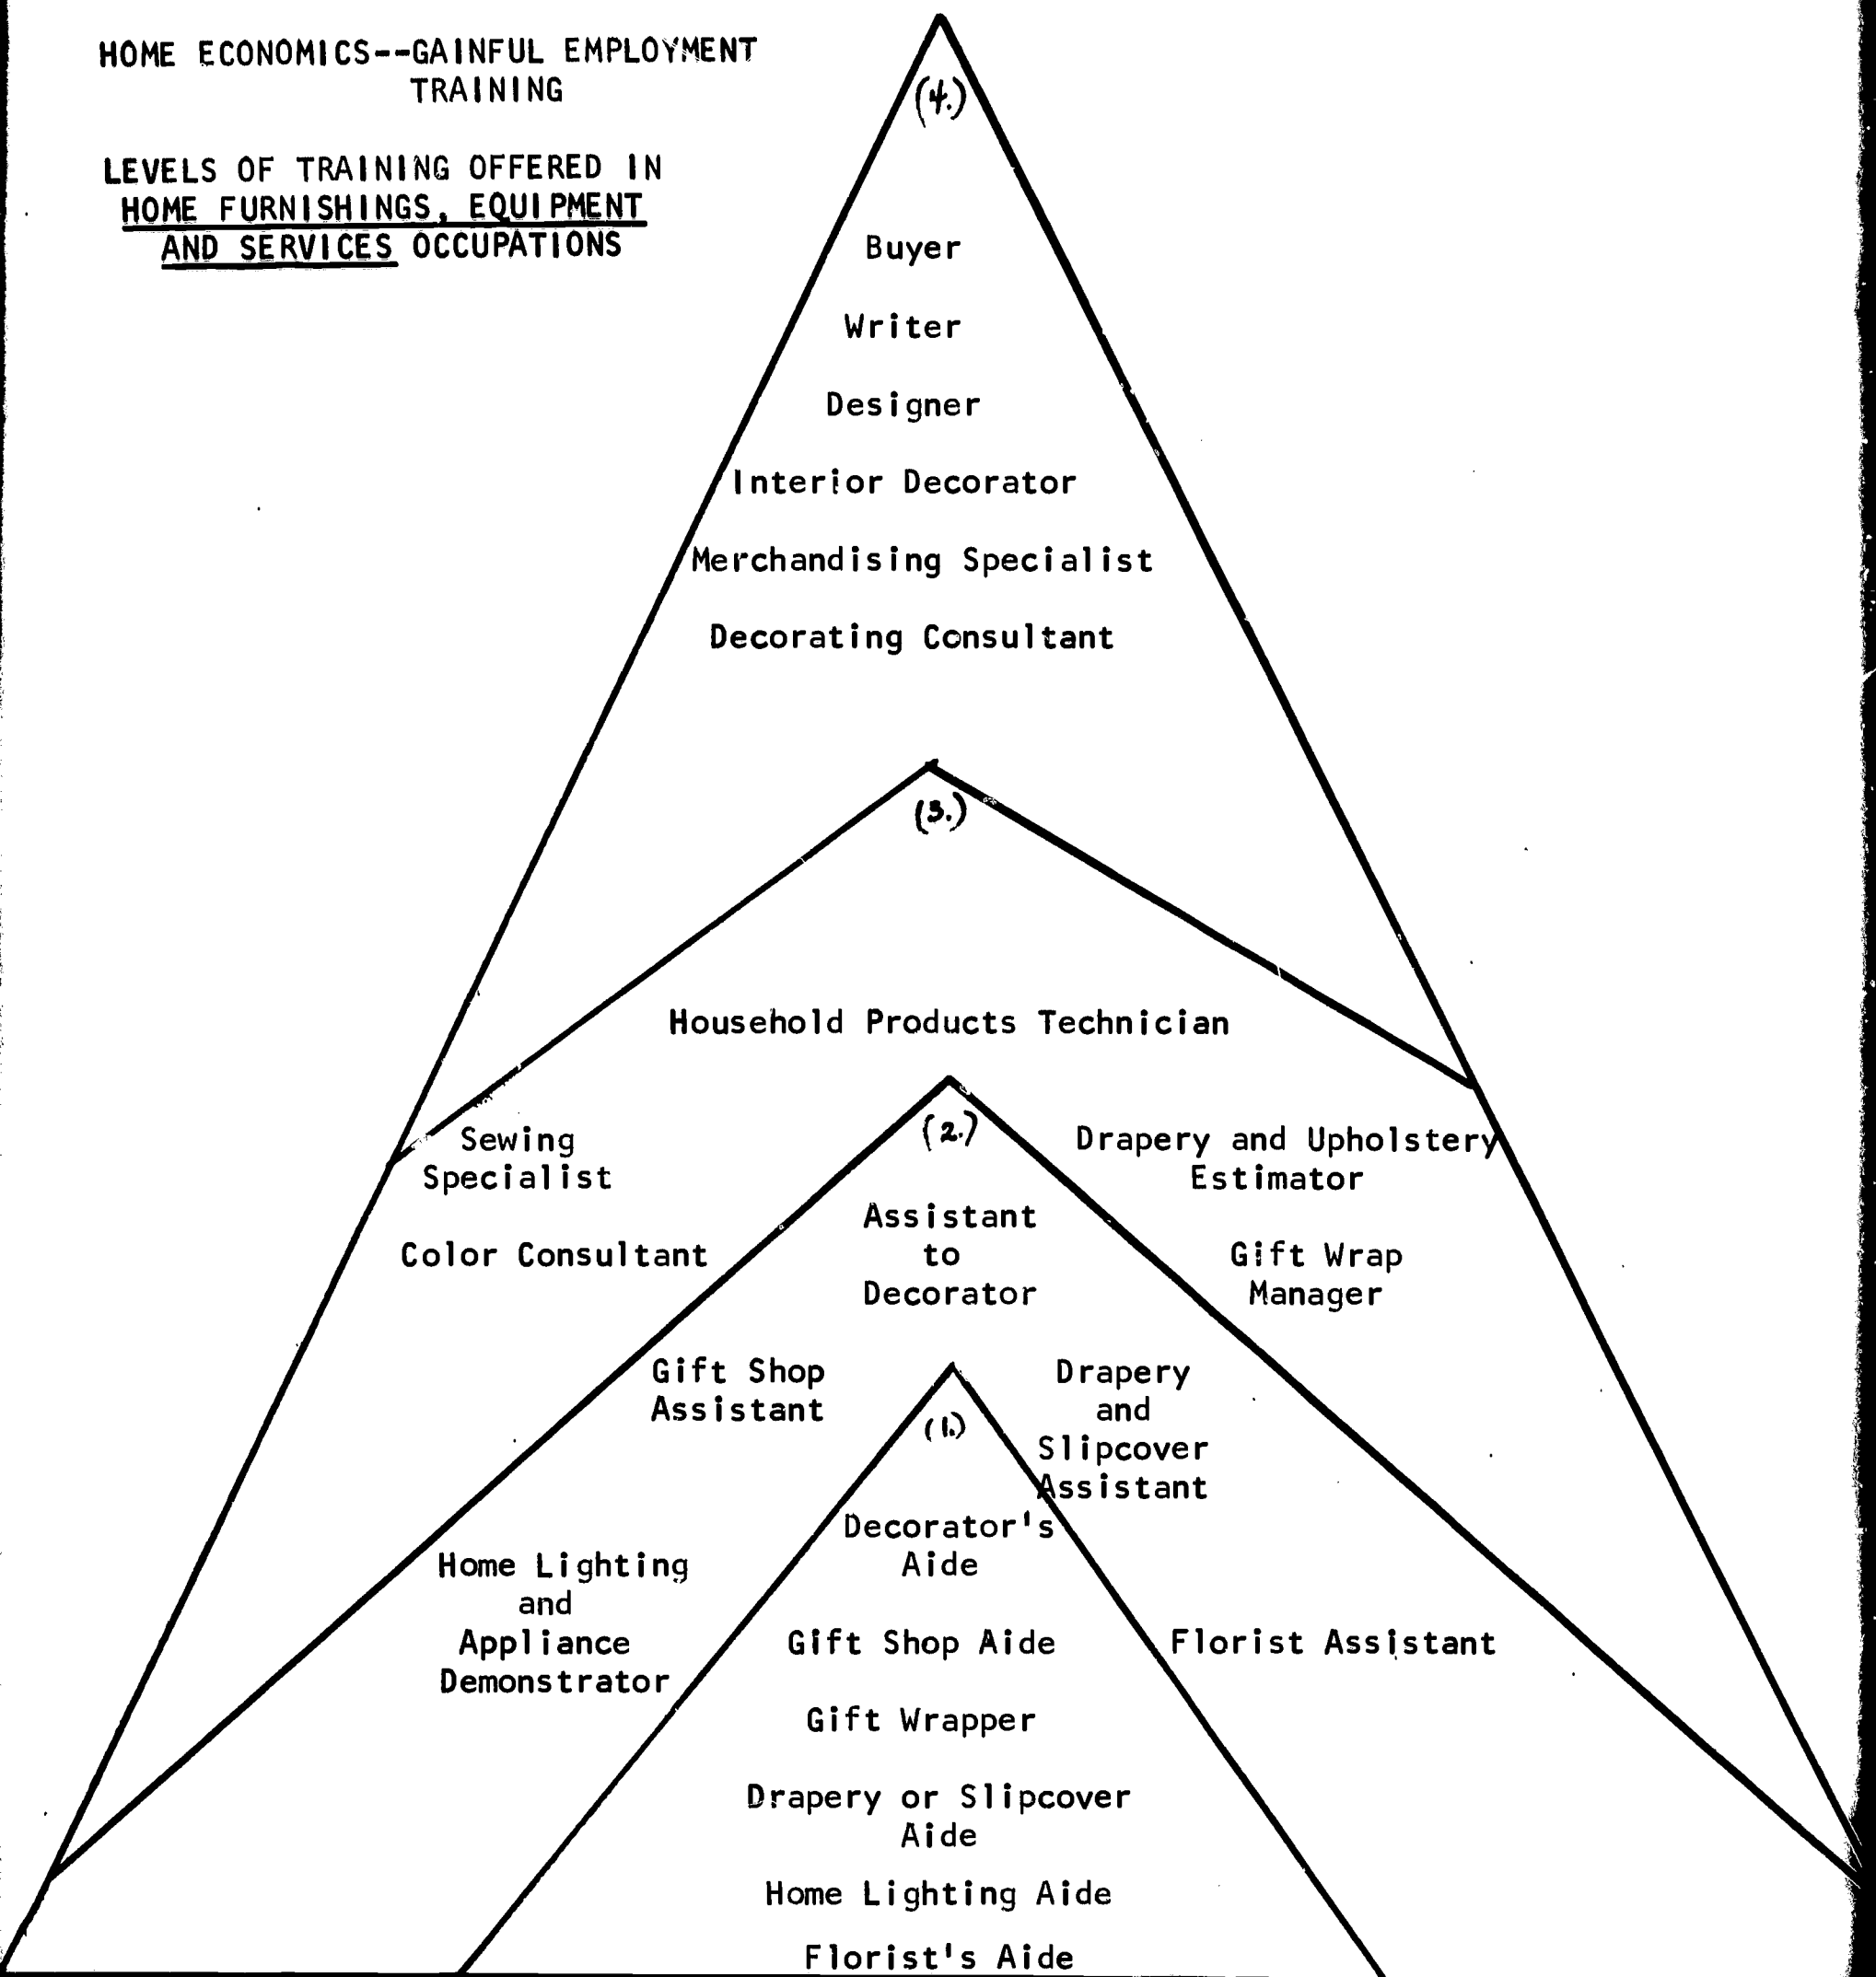 HOME ECONOMICS--GAINFUL EMPLOYMENT
TRAINING
LEVELS OF TRAINING OFFERED IN
HOME FURNISHINGS, EQUIPMENT
AND SERVICES OCCUPATIONS
(4.)
Buyer
Writer
Designer
Interior Decorator
Merchandising Specialist
Decorating Consultant
(3.)
Household Products Technician
Sewing
Specialist
Color Consultant
(2.)
Assistant
to
Decorator
Drapery and Upholstery
Estimator
Gift Wrap
Manager
Gift Shop
Assistant
Drapery
and
Slipcover
Assistant
Home Lighting
and
Appliance
Demonstrator
(1.)
Decorator's
Aide
Gift Shop Aide
Gift Wrapper
Drapery or Slipcover
Aide
Home Lighting Aide
Florist's Aide
Florist Assistant